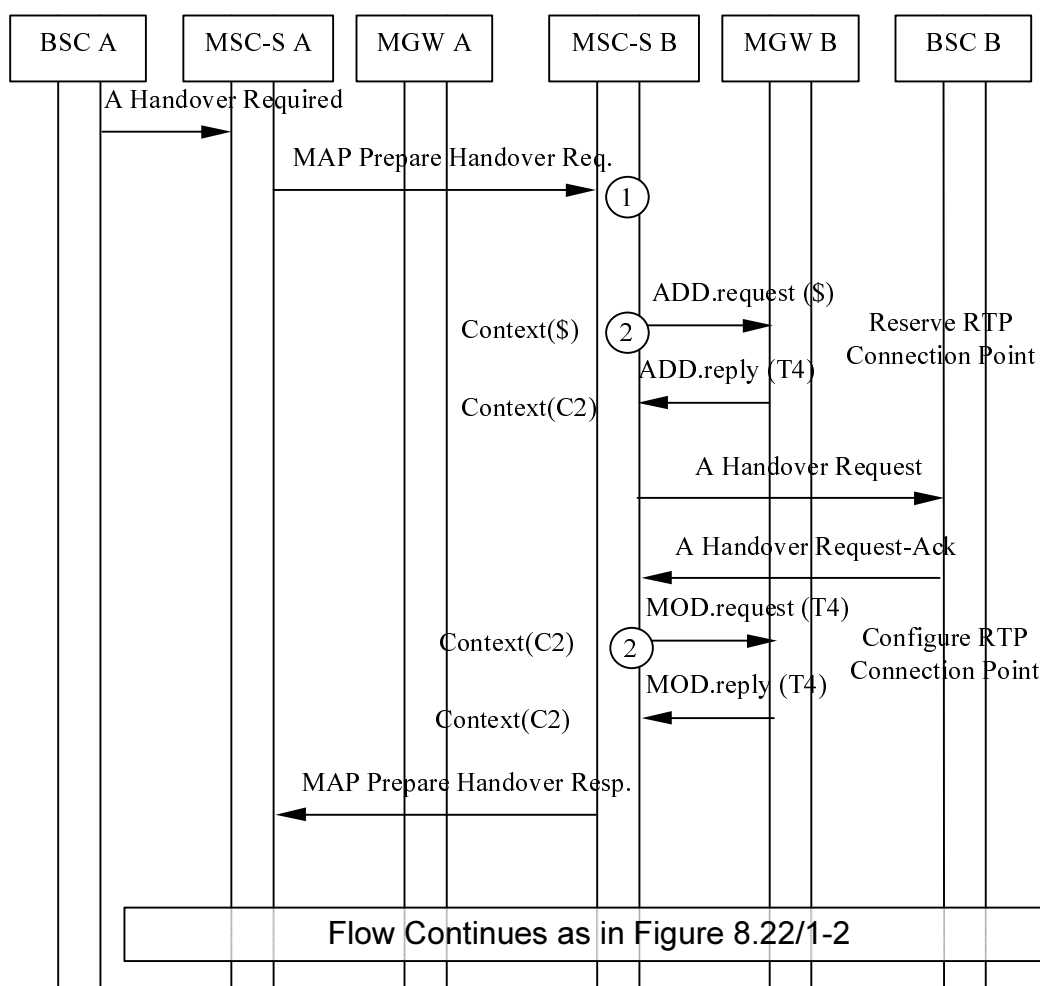 BSC A
MSC-S A
MGW A
MSC-S B
MGW B
BSC B
A Handover Required
MAP Prepare Handover Req.
1
ADD.request ($)
Context($)
2
Reserve RTP
Connection Point
ADD.reply (T4)
Context(C2)
A Handover Request
A Handover Request-Ack
MOD.request (T4)
Context(C2)
2
Configure RTP
Connection Point
MOD.reply (T4)
Context(C2)
MAP Prepare Handover Resp.
Flow Continues as in Figure 8.22/1-2